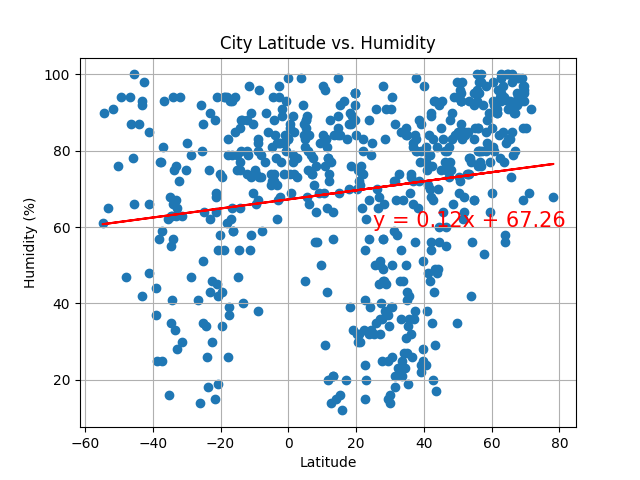 City Latitude vs. Humidity
Humidity (%)
100
80
60
40
20
y = 0.12x + 67.26
−60 −40 −20 0 20 40 60 80
Latitude